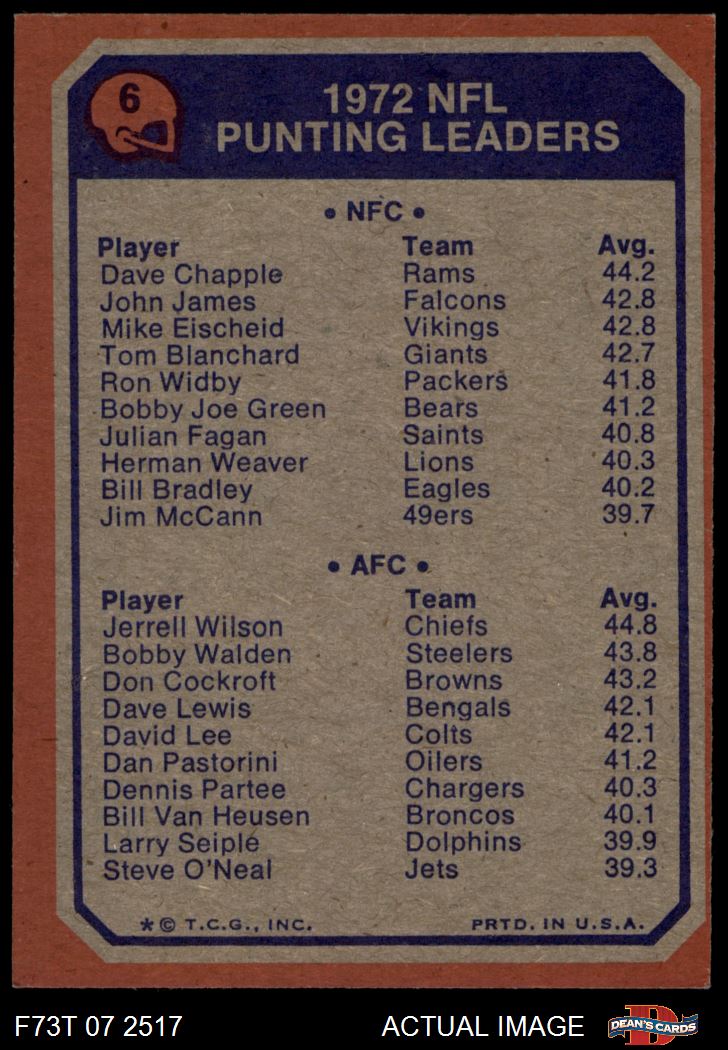 6
1972 NFL
PUNTING LEADERS
• NFC •
Player Team Avg.
Dave Chapple Rams 44.2
John James Falcons 42.8
Mike Eischeid Vikings 42.8
Tom Blanchard Giants 42.7
Ron Widby Packers 41.8
Bobby Joe Green Bears 41.2
Julian Fagan Saints 40.8
Herman Weaver Lions 40.3
Bill Bradley Eagles 40.2
Jim McCann 49ers 39.7
• AFC •
Player Team Avg.
Jerrell Wilson Chiefs 44.8
Bobby Walden Steelers 43.8
Don Cockroft Browns 43.2
Dave Lewis Bengals 42.1
David Lee Colts 42.1
Dan Pastorini Oilers 41.2
Dennis Partee Chargers 40.3
Bill Van Heusen Broncos 40.1
Larry Seiple Dolphins 39.9
Steve O'Neal Jets 39.3
* © T.C.G., INC. PRTD. IN U.S.A.
F73T 07 2517 ACTUAL IMAGE D DEAN'S CARDS